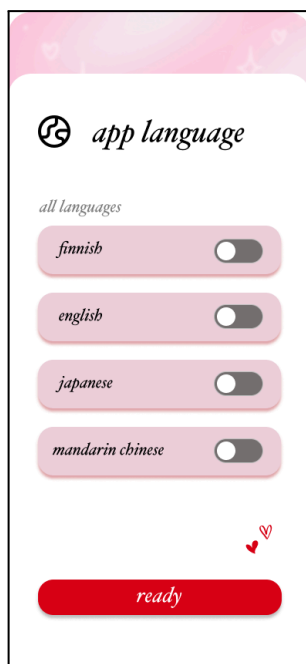 app language
all languages
finnish
english
japanese
mandarin chinese
ready